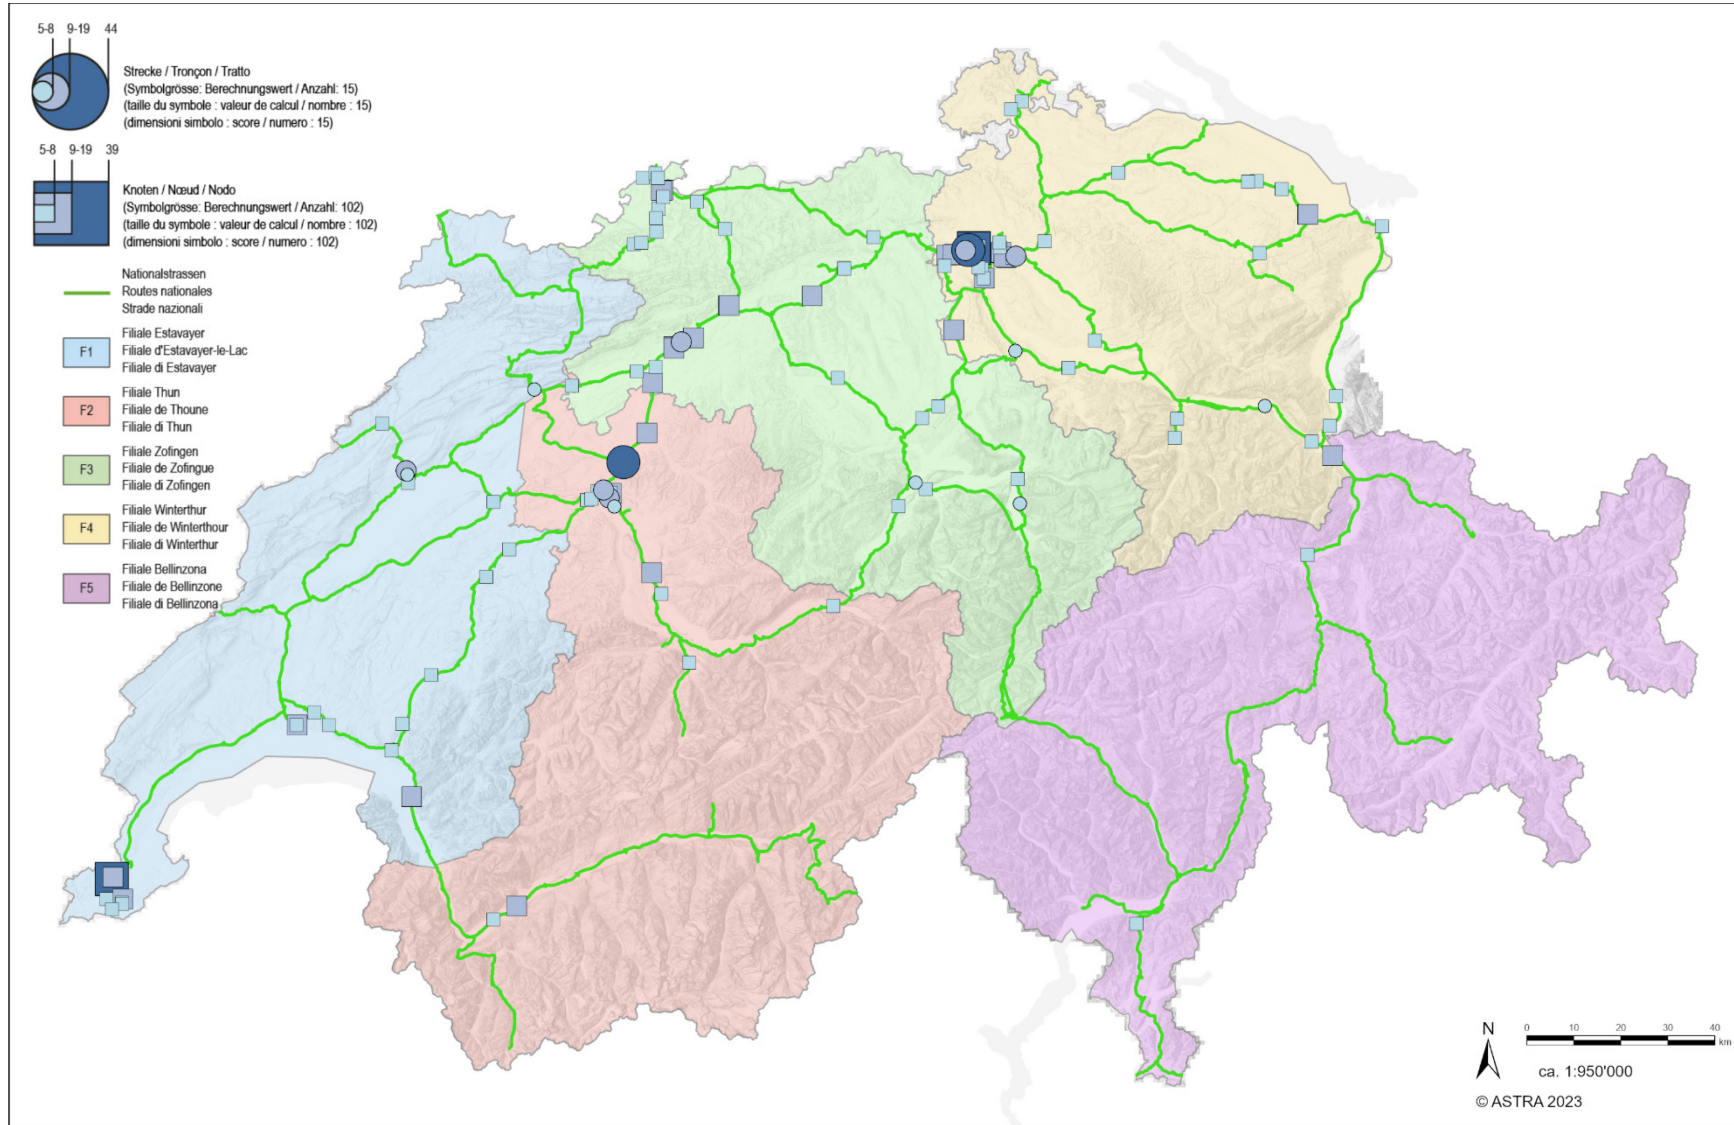 5-8 9-19 44
Strecke / Tronçon / Tratto
(Symbolgrösse: Berechnungswert / Anzahl: 15)
(taille du symbole : valeur de calcul / nombre : 15)
(dimensioni simbolo : score / numero : 15)
5-8 9-19 39
Knoten / Nœud / Nodo
(Symbolgrösse: Berechnungswert / Anzahl: 102)
(taille du symbole : valeur de calcul / nombre : 102)
(dimensioni simbolo : score / numero : 102)
Nationalstrassen
Routes nationales
Strade nazionali
Filiale Estavayer
F1 Filiale d'Estavayer-le-Lac
Filiale di Estavayer
Filiale Thun
F2 Filiale de Thoune
Filiale di Thun
Filiale Zofingen
F3 Filiale de Zofingue
Filiale di Zofingen
Filiale Winterthur
F4 Filiale de Winterthour
Filiale di Winterthur
Filiale Bellinzona
F5 Filiale de Bellinzone
Filiale di Bellinzona
N 0 10 20 30 40
km
ca. 1:950'000
© ASTRA 2023